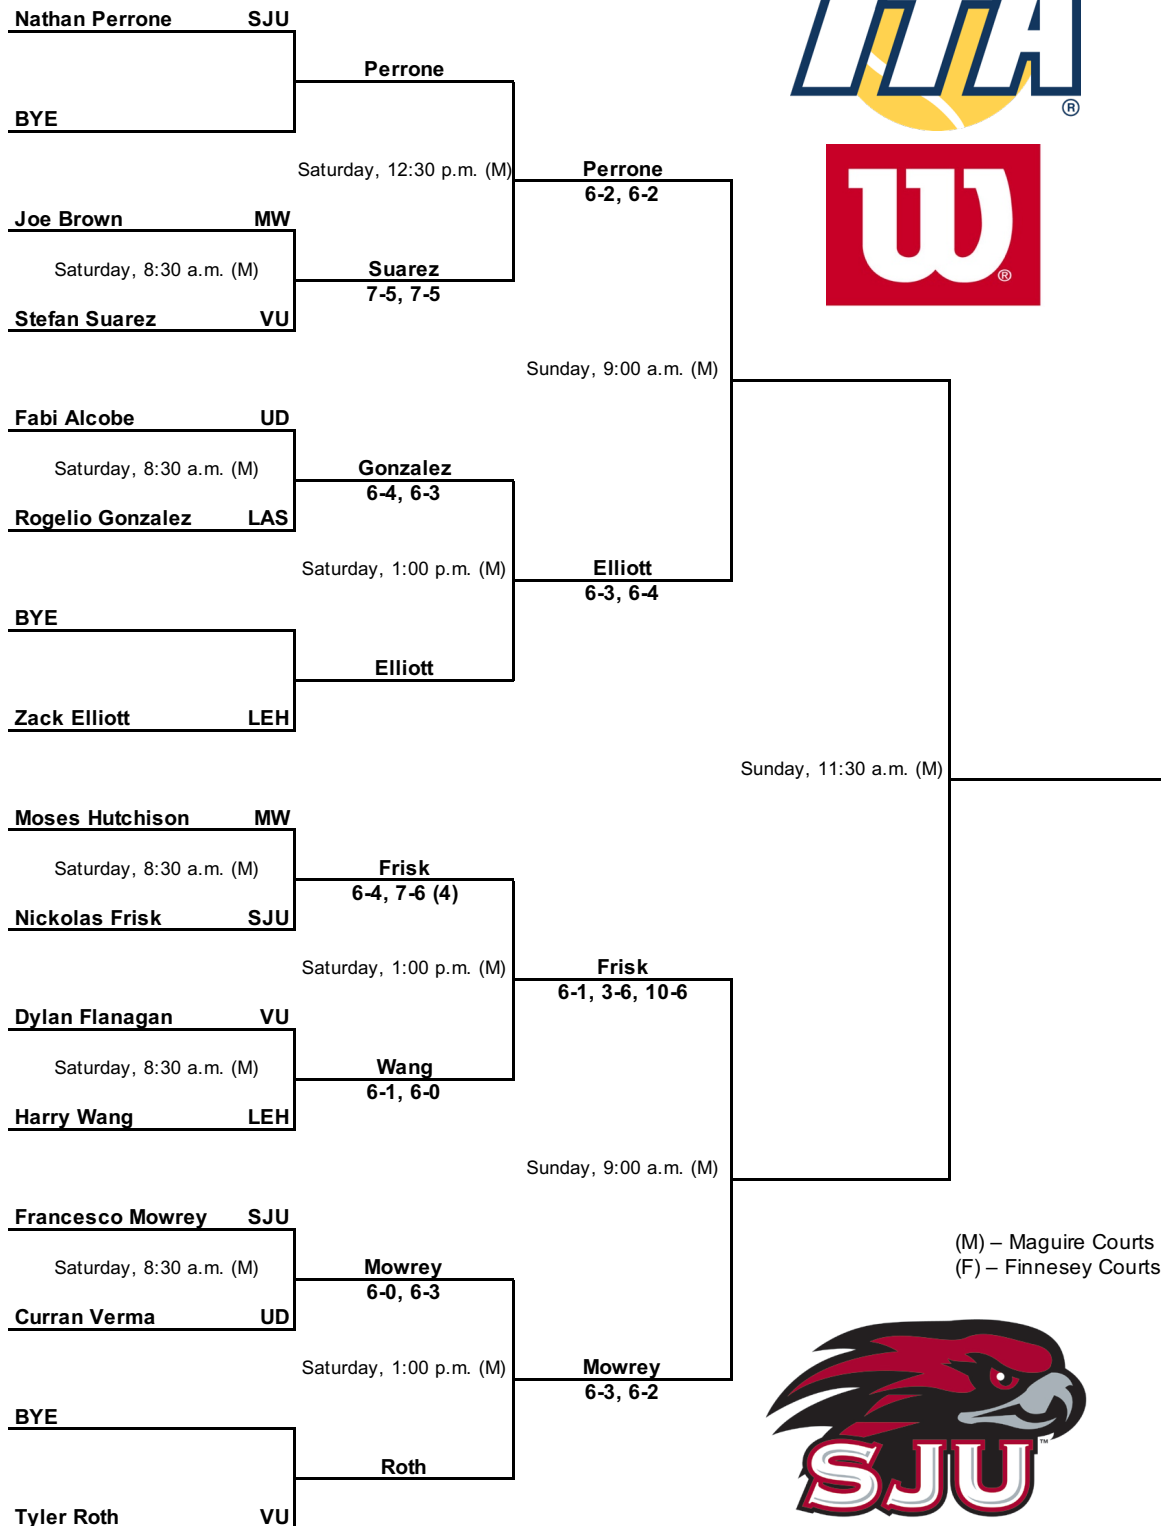 Nathan Perrone SJU
Perrone
BYE
Saturday, 12:30 p.m. (M)
Perrone
6-2, 6-2
Joe Brown MW
Saturday, 8:30 a.m. (M)
Suarez
7-5, 7-5
Stefan Suarez VU
Sunday, 9:00 a.m. (M)
Fabi Alcobe UD
Saturday, 8:30 a.m. (M)
Gonzalez
6-4, 6-3
Rogelio Gonzalez LAS
Saturday, 1:00 p.m. (M)
Elliott
6-3, 6-4
BYE
Elliott
Zack Elliott LEH
Sunday, 11:30 a.m. (M)
Moses Hutchison MW
Saturday, 8:30 a.m. (M)
Frisk
6-4, 7-6 (4)
Nickolas Frisk SJU
Saturday, 1:00 p.m. (M)
Frisk
6-1, 3-6, 10-6
Dylan Flanagan VU
Saturday, 8:30 a.m. (M)
Wang
6-1, 6-0
Harry Wang LEH
Sunday, 9:00 a.m. (M)
Francesco Mowrey SJU
Saturday, 8:30 a.m. (M)
Mowrey
6-0, 6-3
Curran Verma UD
Saturday, 1:00 p.m. (M)
Mowrey
6-3, 6-2
BYE
Roth
Tyler Roth VU
ITA®
W®
(M) – Maguire Courts
(F) – Finnesey Courts
SJU™